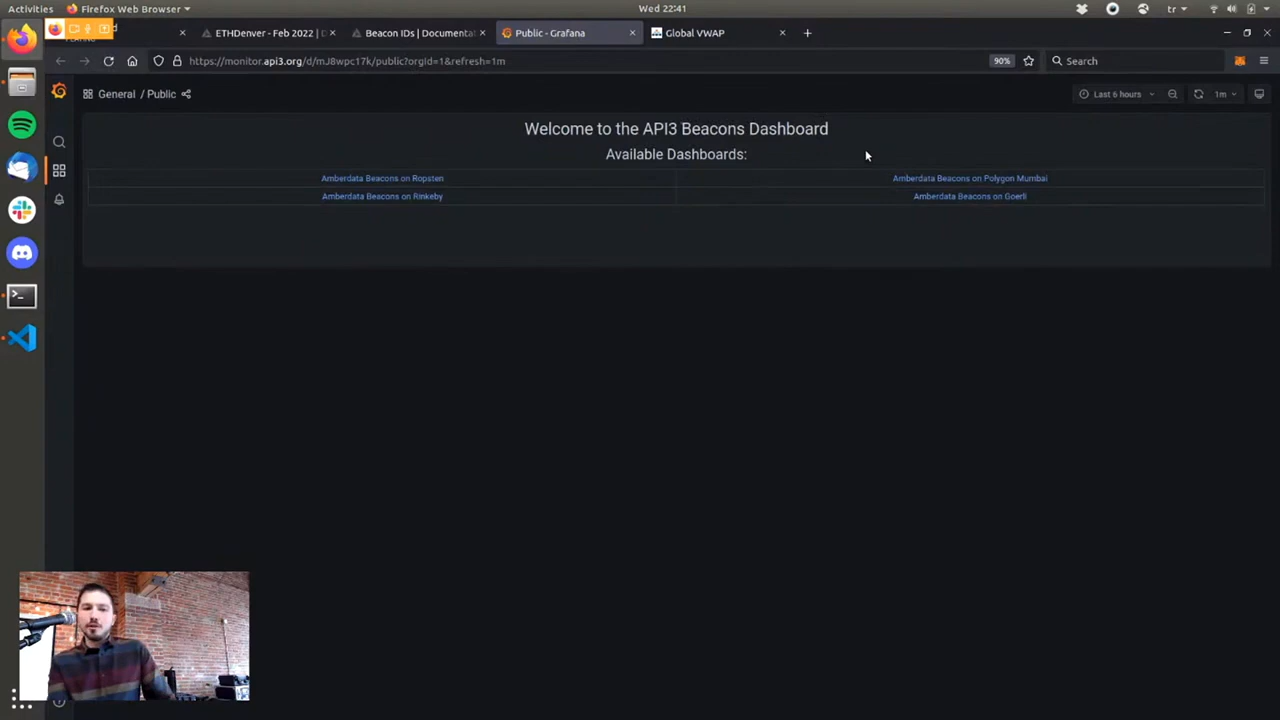 Activities
Firefox Web Browser
Wed 22:41
tr
ETHDenver - Feb 2022 | D
Beacon IDs | Documentat
Public - Grafana
Global VWAP
https://monitor.api3.org/d/mJ8wpc17k/public?orgId=1&refresh=1m
90%
Search
General / Public
Last 6 hours
1m
Welcome to the API3 Beacons Dashboard
Available Dashboards:
Amberdata Beacons on Ropsten
Amberdata Beacons on Polygon Mumbai
Amberdata Beacons on Rinkeby
Amberdata Beacons on Goerli